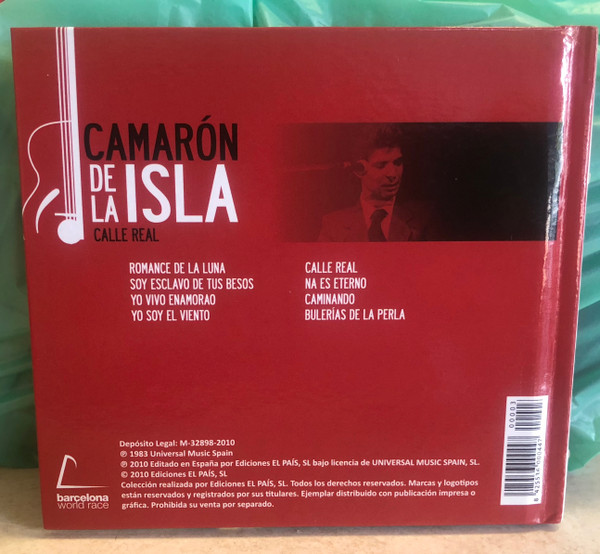 CAMARÓN
DE
LA ISLA
CALLE REAL
ROMANCE DE LA LUNA
SOY ESCLAVO DE TUS BESOS
YO VIVO ENAMORAO
YO SOY EL VIENTO
CALLE REAL
NA ES ETERNO
CAMINANDO
BULERÍAS DE LA PERLA
Depósito Legal: M-32898-2010
℗ 1983 Universal Music Spain
℗ 2010 Editado en España por Ediciones EL PAÍS, SL bajo licencia de UNIVERSAL MUSIC SPAIN, SL.
© 2010 Ediciones EL PAÍS, SL
Colección realizada por Ediciones EL PAÍS, SL. Todos los derechos reservados. Marcas y logotipos
están reservados y registrados por sus titulares. Ejemplar distribuido con publicación impresa o
gráfica. Prohibida su venta por separado.
barcelona
world race
00003